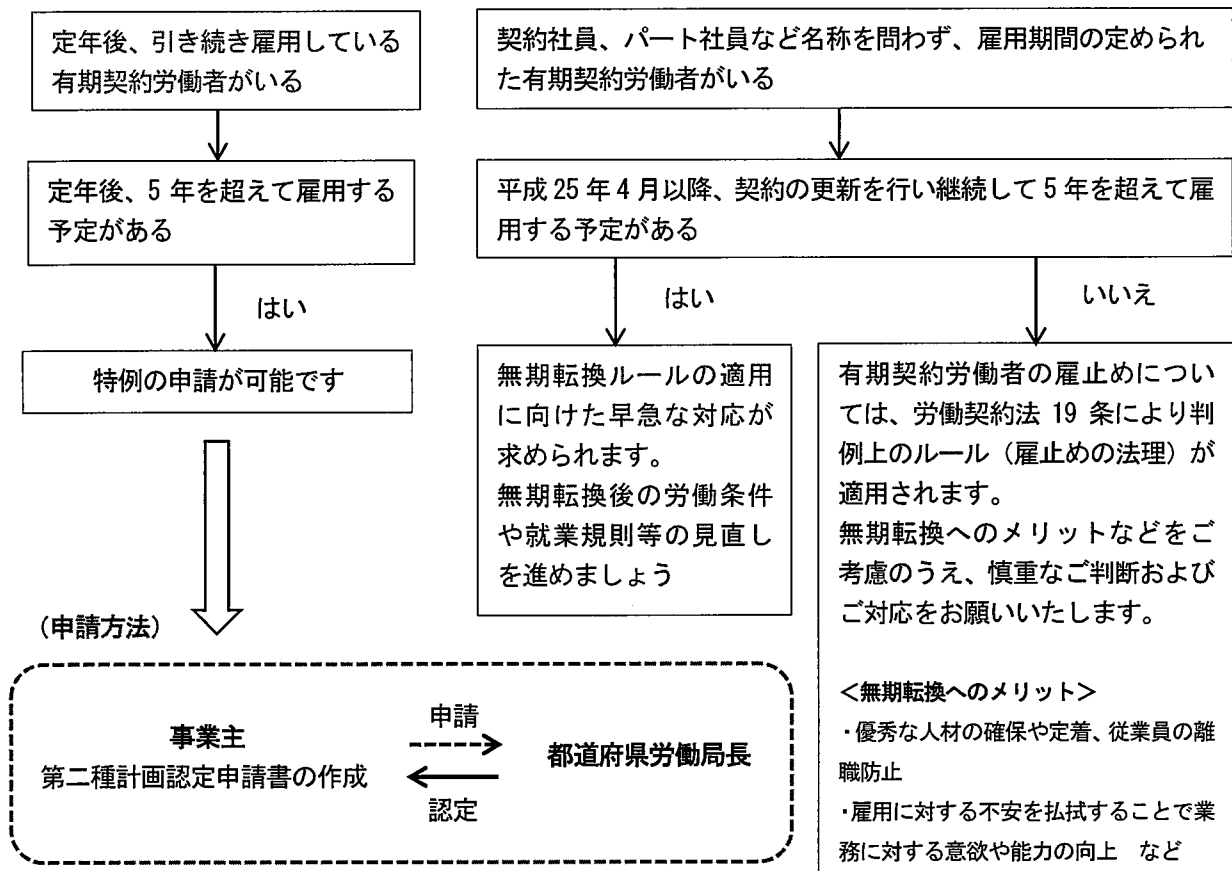 定年後、引き続き雇用している
有期契約労働者がいる
定年後、5 年を超えて雇用する
予定がある
はい
特例の申請が可能です
(申請方法)
事業主
第二種計画認定申請書の作成
申請
認定
都道府県労働局長
契約社員、パート社員など名称を問わず、雇用期間の定められ
た有期契約労働者がいる
平成 25 年 4 月以降、契約の更新を行い継続して 5 年を超えて雇
用する予定がある
はい
いいえ
無期転換ルールの適用
に向けた早急な対応が
求められます。
無期転換後の労働条件
や就業規則等の見直し
を進めましょう
有期契約労働者の雇止めについ
ては、労働契約法 19 条により判
例上のルール（雇止めの法理）が
適用されます。
無期転換へのメリットなどをご
考慮のうえ、慎重なご判断および
ご対応をお願いいたします。
＜無期転換へのメリット＞
・優秀な人材の確保や定着、従業員の離
職防止
・雇用に対する不安を払拭することで業
務に対する意欲や能力の向上　など